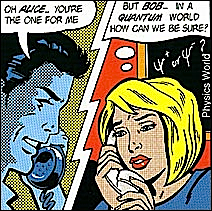 OH ALICE.. YOU'RE
THE ONE FOR ME
BUT BOB.. IN A
QUANTUM WORLD
HOW CAN WE BE SURE?
ψ⁺ or ψ⁻ ?
Physics World